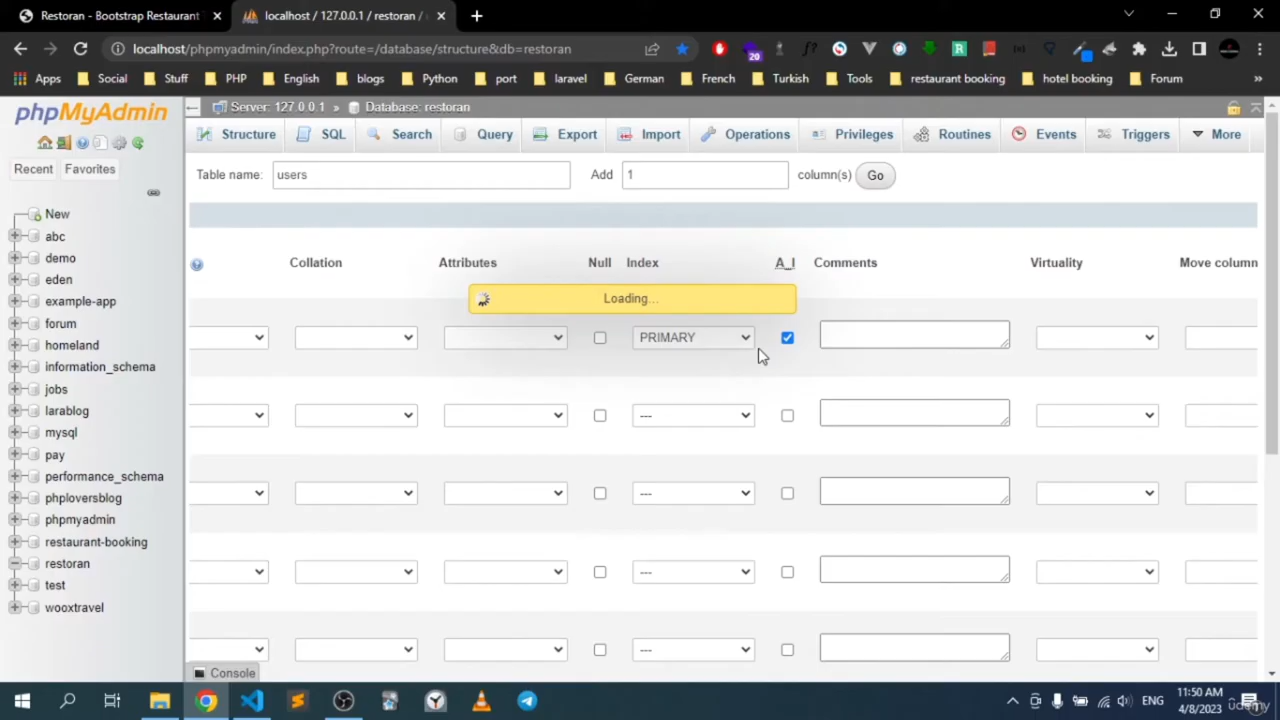 Restoran - Bootstrap Restaurant
localhost / 127.0.0.1 / restoran /
localhost/phpmyadmin/index.php?route=/database/structure&db=restoran
20
Apps
Social
Stuff
PHP
English
blogs
Python
port
laravel
German
French
Turkish
Tools
restaurant booking
hotel booking
Forum
phpMyAdmin
Recent
Favorites
New
abc
demo
eden
example-app
forum
homeland
information_schema
jobs
larablog
mysql
pay
performance_schema
phploversblog
phpmyadmin
restaurant-booking
restoran
test
wooxtravel
Server: 127.0.0.1 » Database: restoran
Structure
SQL
Search
Query
Export
Import
Operations
Privileges
Routines
Events
Triggers
More
Table name: users Add 1 column(s) Go
Collation Attributes Null Index A_I Comments Virtuality Move column
Loading...
PRIMARY
---
---
---
---
Console
ENG
11:50 AM
4/8/2023
udemy